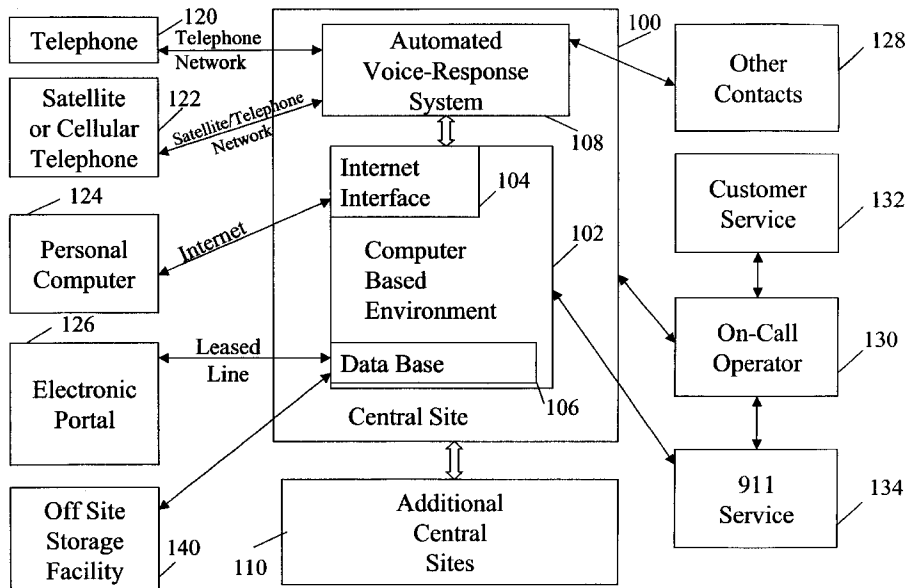 120
Telephone
Telephone
Network
Satellite
or Cellular
Telephone
122
Satellite/Telephone
Network
124
Personal
Computer
Internet
126
Electronic
Portal
Leased
Line
Off Site
Storage
Facility
140
Automated
Voice-Response
System
108
100
Internet
Interface
104
102
Computer
Based
Environment
Data Base
106
Central Site
Additional
Central
Sites
110
128
Other
Contacts
Customer
Service
132
On-Call
Operator
130
911
Service
134